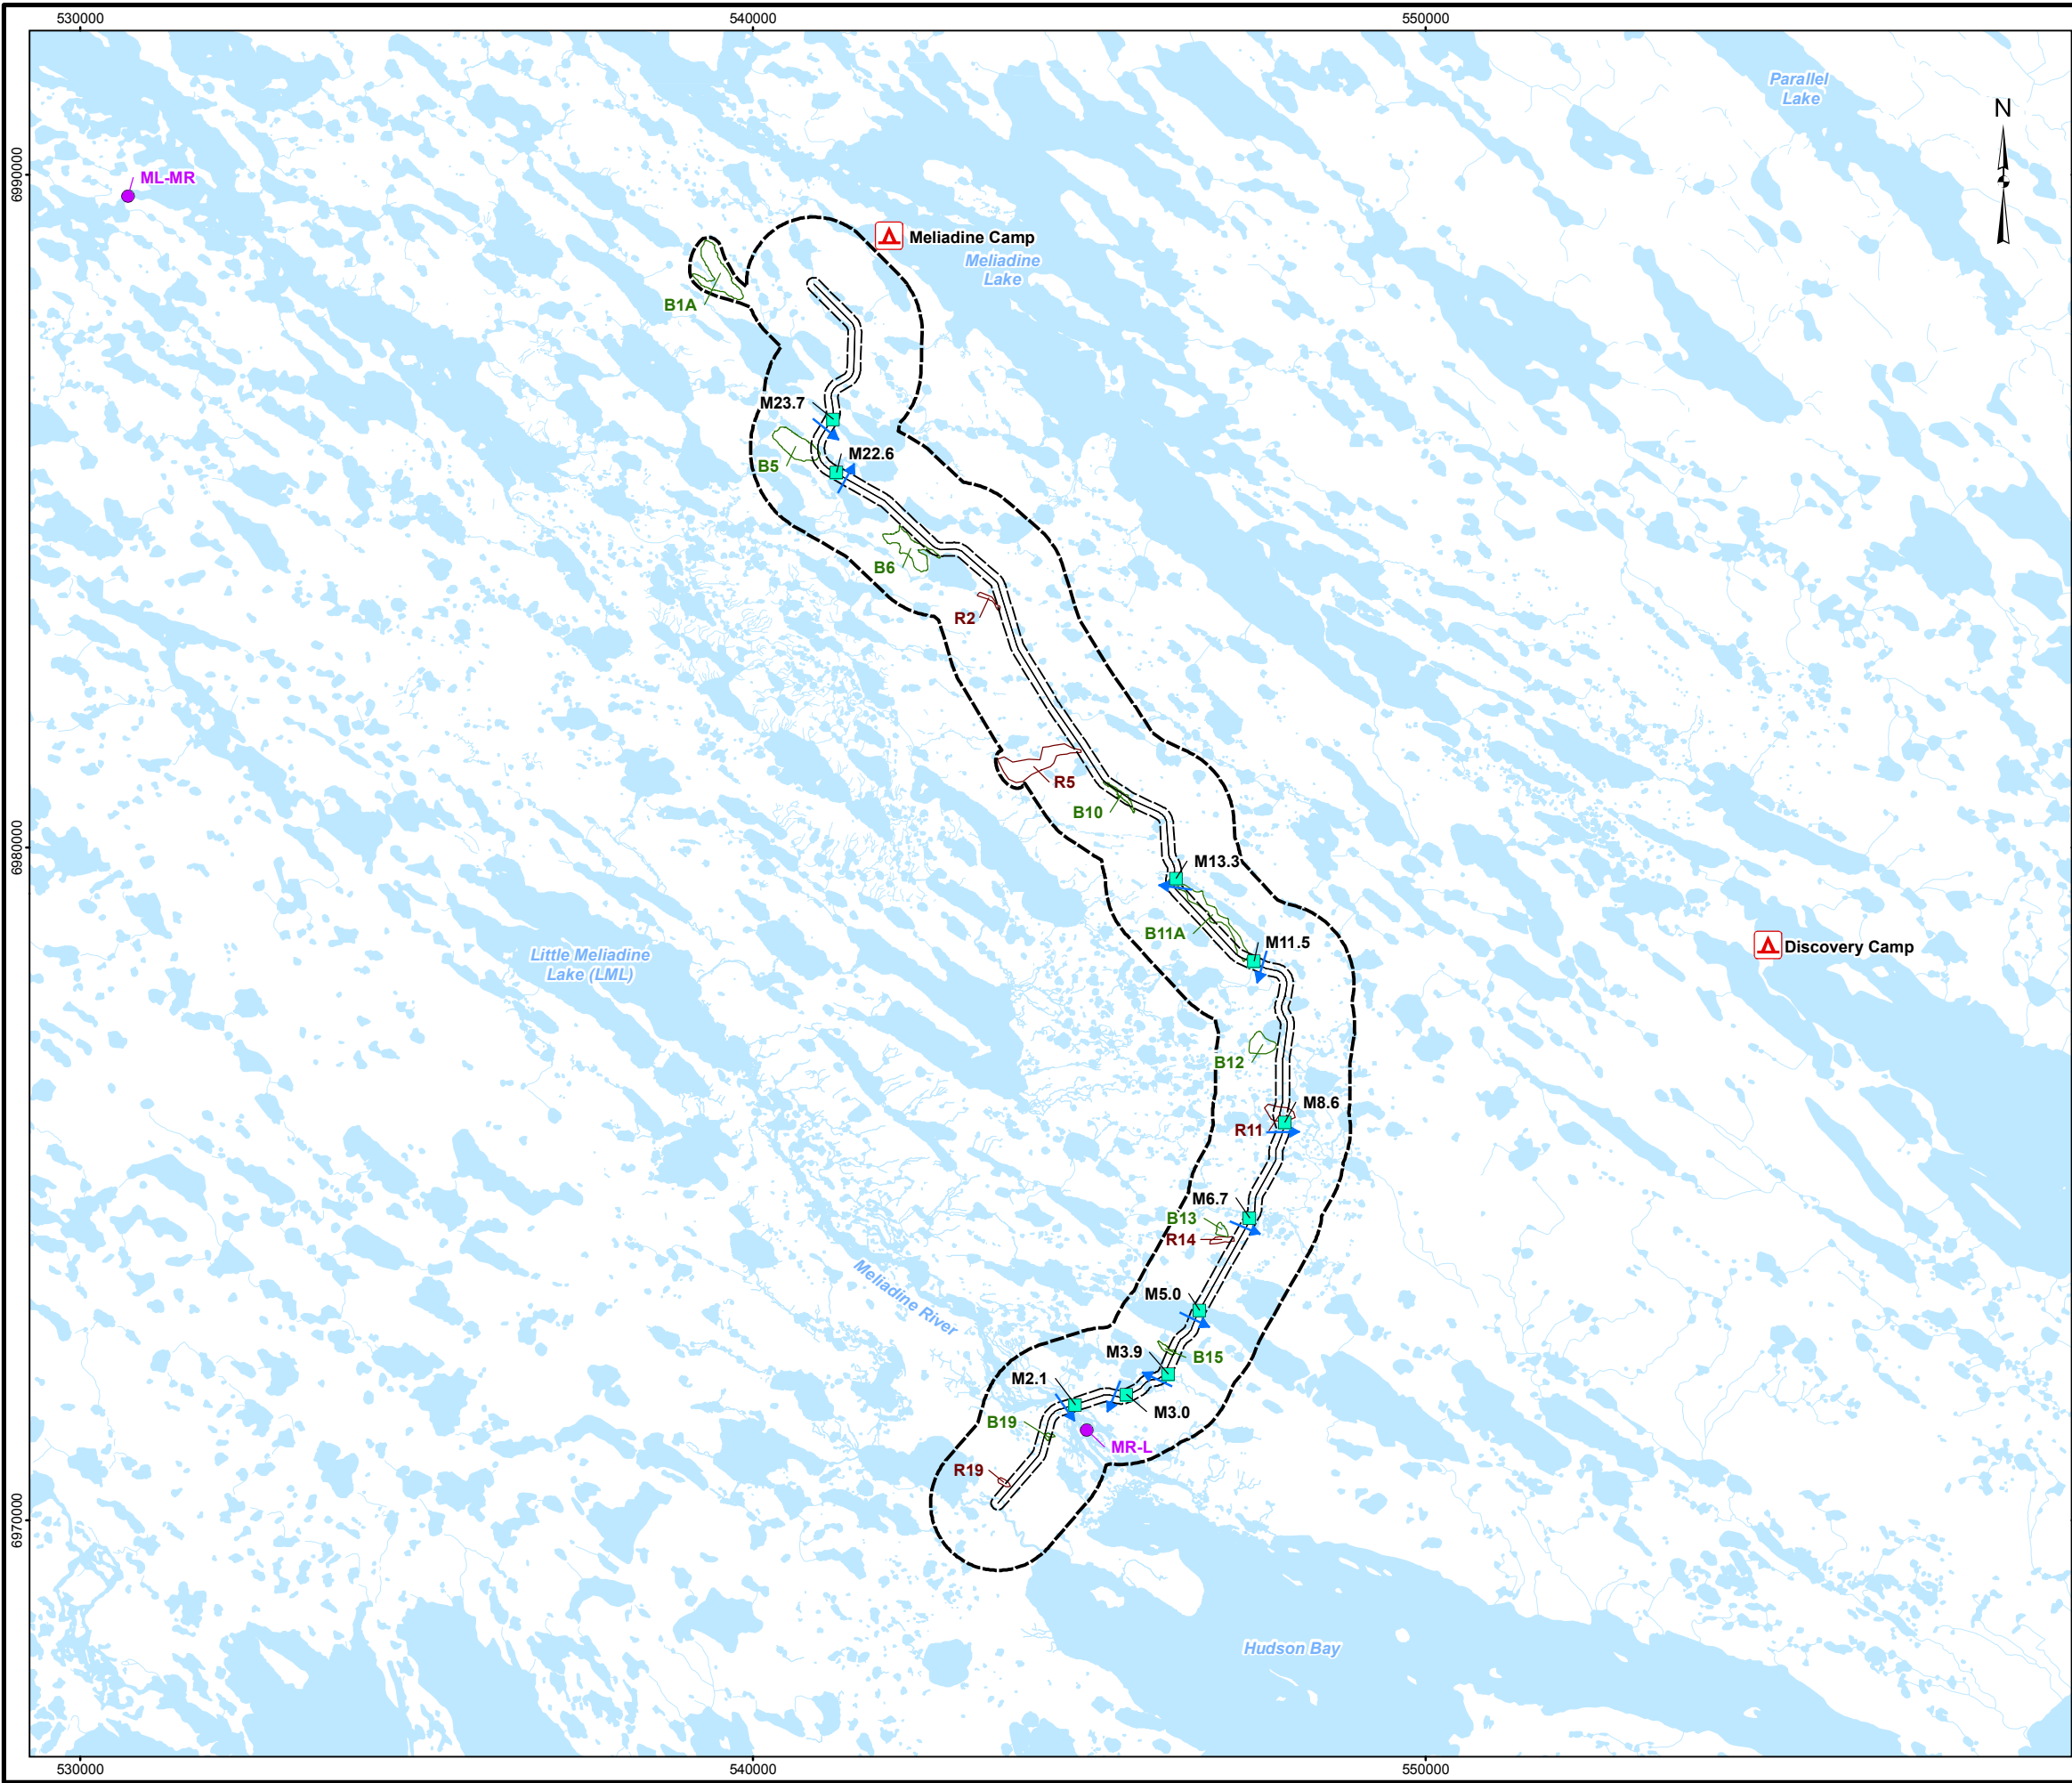 530000
540000
550000
Parallel
Lake
N
6990000
ML-MR
Meliadine Camp
Meliadine
Lake
B1A
M23.7
M22.6
B5
B6
R2
R5
B10
6980000
M13.3
B11A
M11.5
Discovery Camp
Little Meliadine
Lake (LML)
B12
M8.6
R11
M6.7
B13
R14
Meliadine River
M5.0
M3.9
B15
M2.1
M3.0
B19
MR-L
R19
6970000
Hudson Bay
530000
540000
550000